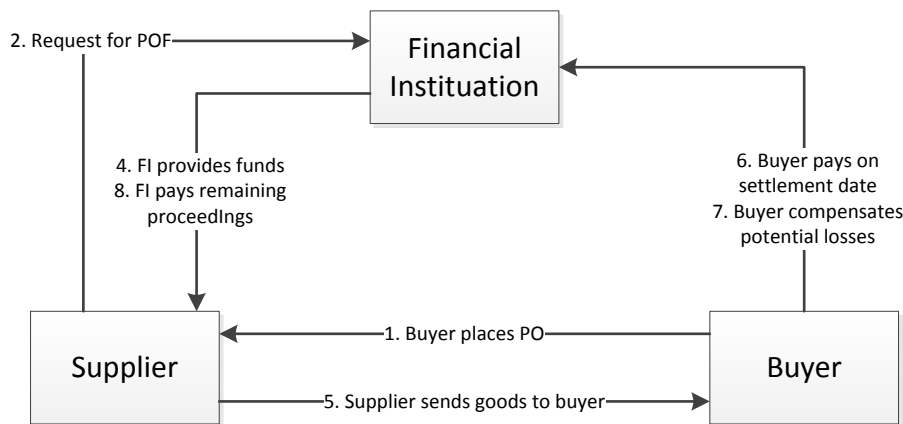 2. Request for POF
Financial
Instituation
4. FI provides funds
8. FI pays remaining
proceedIngs
6. Buyer pays on
settlement date
7. Buyer compensates
potential losses
1. Buyer places PO
Supplier
Buyer
5. Supplier sends goods to buyer